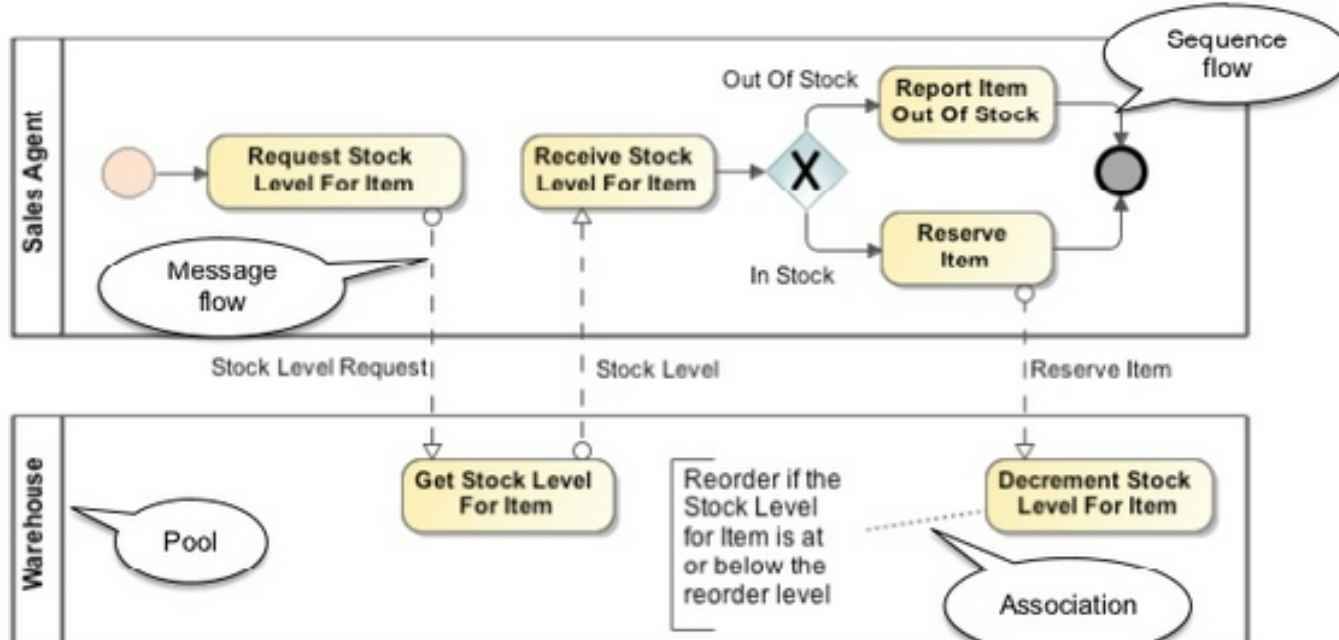 Sales Agent
Request Stock
Level For Item
Receive Stock
Level For Item
Out Of Stock
X
In Stock
Report Item
Out Of Stock
Reserve
Item
Sequence
flow
Message
flow
Stock Level Request
Stock Level
Reserve Item
Warehouse
Pool
Get Stock Level
For Item
Reorder if the
Stock Level
for Item is at
or below the
reorder level
Decrement Stock
Level For Item
Association